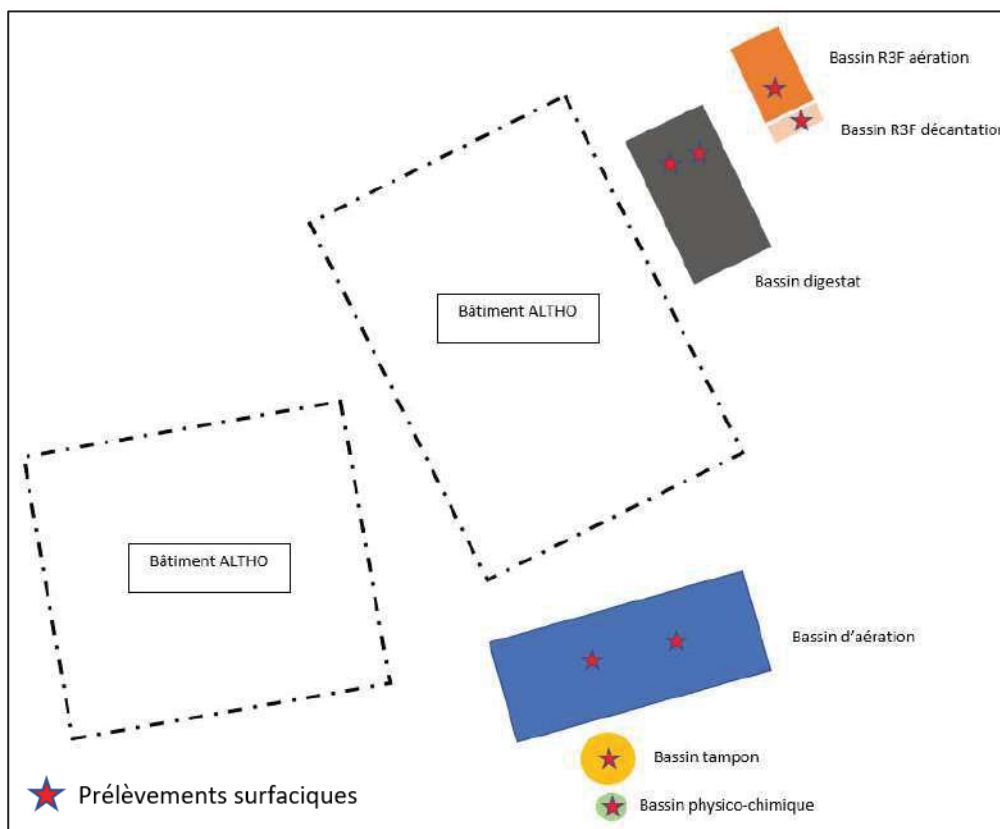 Bassin R3F aération
Bassin R3F décantation
Bassin digestat
Bâtiment ALTHO
Bâtiment ALTHO
Bassin d'aération
Bassin tampon
Prélèvements surfaciques
Bassin physico-chimique